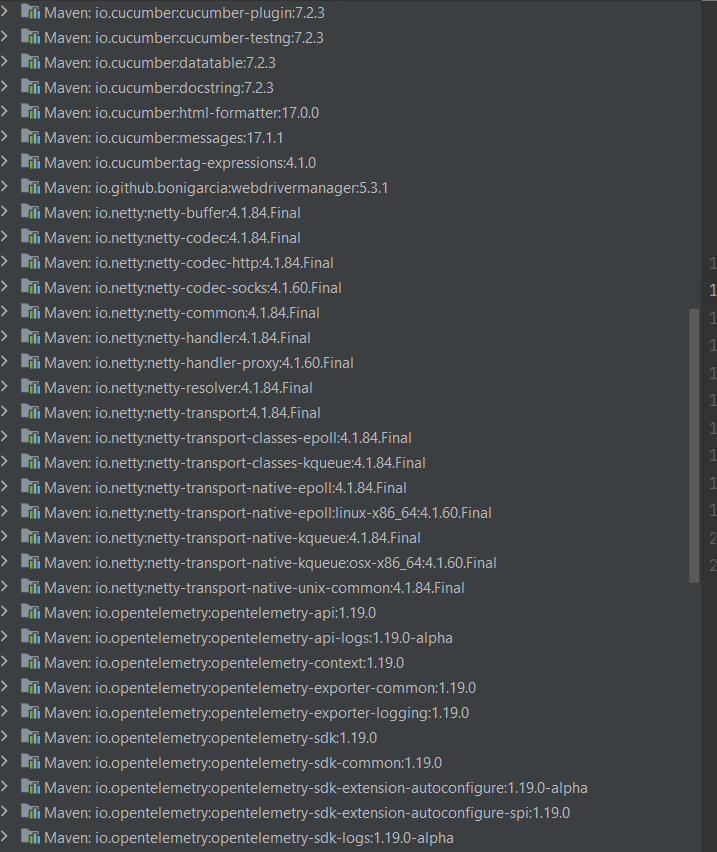 Maven: io.cucumber:cucumber-plugin:7.2.3
Maven: io.cucumber:cucumber-testng:7.2.3
Maven: io.cucumber:datatable:7.2.3
Maven: io.cucumber:docstring:7.2.3
Maven: io.cucumber:html-formatter:17.0.0
Maven: io.cucumber:messages:17.1.1
Maven: io.cucumber:tag-expressions:4.1.0
Maven: io.github.bonigarcia:webdrivermanager:5.3.1
Maven: io.netty:netty-buffer:4.1.84.Final
Maven: io.netty:netty-codec:4.1.84.Final
Maven: io.netty:netty-codec-http:4.1.84.Final
Maven: io.netty:netty-codec-socks:4.1.60.Final
Maven: io.netty:netty-common:4.1.84.Final
Maven: io.netty:netty-handler:4.1.84.Final
Maven: io.netty:netty-handler-proxy:4.1.60.Final
Maven: io.netty:netty-resolver:4.1.84.Final
Maven: io.netty:netty-transport:4.1.84.Final
Maven: io.netty:netty-transport-classes-epoll:4.1.84.Final
Maven: io.netty:netty-transport-classes-kqueue:4.1.84.Final
Maven: io.netty:netty-transport-native-epoll:4.1.84.Final
Maven: io.netty:netty-transport-native-epoll:linux-x86_64:4.1.60.Final
Maven: io.netty:netty-transport-native-kqueue:4.1.84.Final
Maven: io.netty:netty-transport-native-kqueue:osx-x86_64:4.1.60.Final
Maven: io.netty:netty-transport-native-unix-common:4.1.84.Final
Maven: io.opentelemetry:opentelemetry-api:1.19.0
Maven: io.opentelemetry:opentelemetry-api-logs:1.19.0-alpha
Maven: io.opentelemetry:opentelemetry-context:1.19.0
Maven: io.opentelemetry:opentelemetry-exporter-common:1.19.0
Maven: io.opentelemetry:opentelemetry-exporter-logging:1.19.0
Maven: io.opentelemetry:opentelemetry-sdk:1.19.0
Maven: io.opentelemetry:opentelemetry-sdk-common:1.19.0
Maven: io.opentelemetry:opentelemetry-sdk-extension-autoconfigure:1.19.0-alpha
Maven: io.opentelemetry:opentelemetry-sdk-extension-autoconfigure-spi:1.19.0
Maven: io.opentelemetry:opentelemetry-sdk-logs:1.19.0-alpha